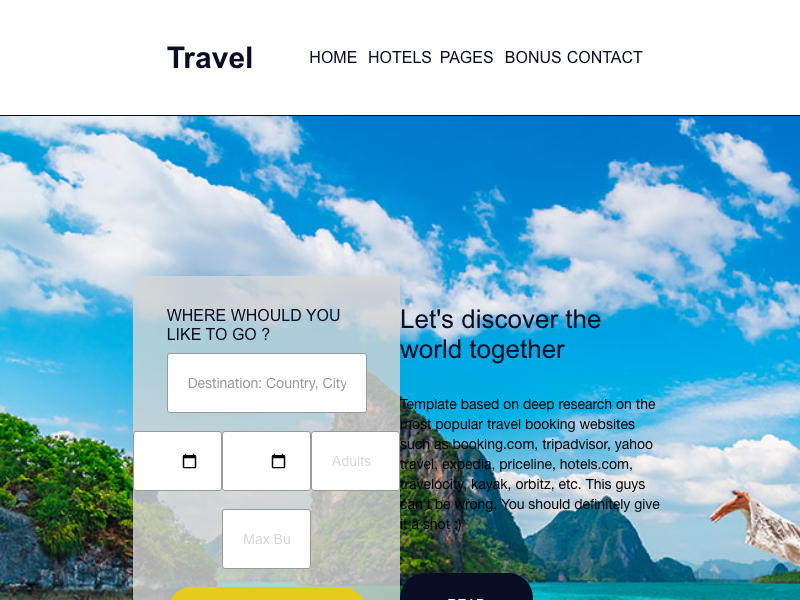 Travel
HOME HOTELS PAGES BONUS CONTACT
WHERE WHOULD YOU
LIKE TO GO ?
Destination: Country, City
Adults
Max Bu
Let's discover the
world together
Template based on deep research on the
most popular travel booking websites
such as booking.com, tripadvisor, yahoo
travel, expedia, priceline, hotels.com,
travelocity, kayak, orbitz, etc. This guys
can't be wrong. You should definitely give
it a shot :)
READ